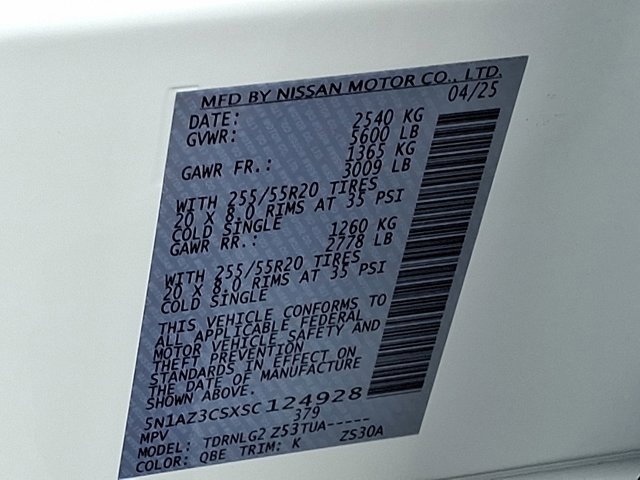 MFD BY NISSAN MOTOR CO., LTD.
DATE: 04/25
GVWR: 2540 KG
5600 LB
GAWR FR.: 1365 KG
3009 LB
WITH 255/55R20 TIRES
20 X 8.0 RIMS AT 35 PSI
COLD SINGLE
GAWR RR.: 1260 KG
2778 LB
WITH 255/55R20 TIRES
20 X 8.0 RIMS AT 35 PSI
COLD SINGLE
THIS VEHICLE CONFORMS TO
ALL APPLICABLE FEDERAL
MOTOR VEHICLE SAFETY AND
THEFT PREVENTION
STANDARDS IN EFFECT ON
THE DATE OF MANUFACTURE
SHOWN ABOVE.
5N1AZ3CSXSC124928
MPV 379
MODEL: TDRNLG2 Z53TUA-----
COLOR: QBE TRIM: K ZS30A